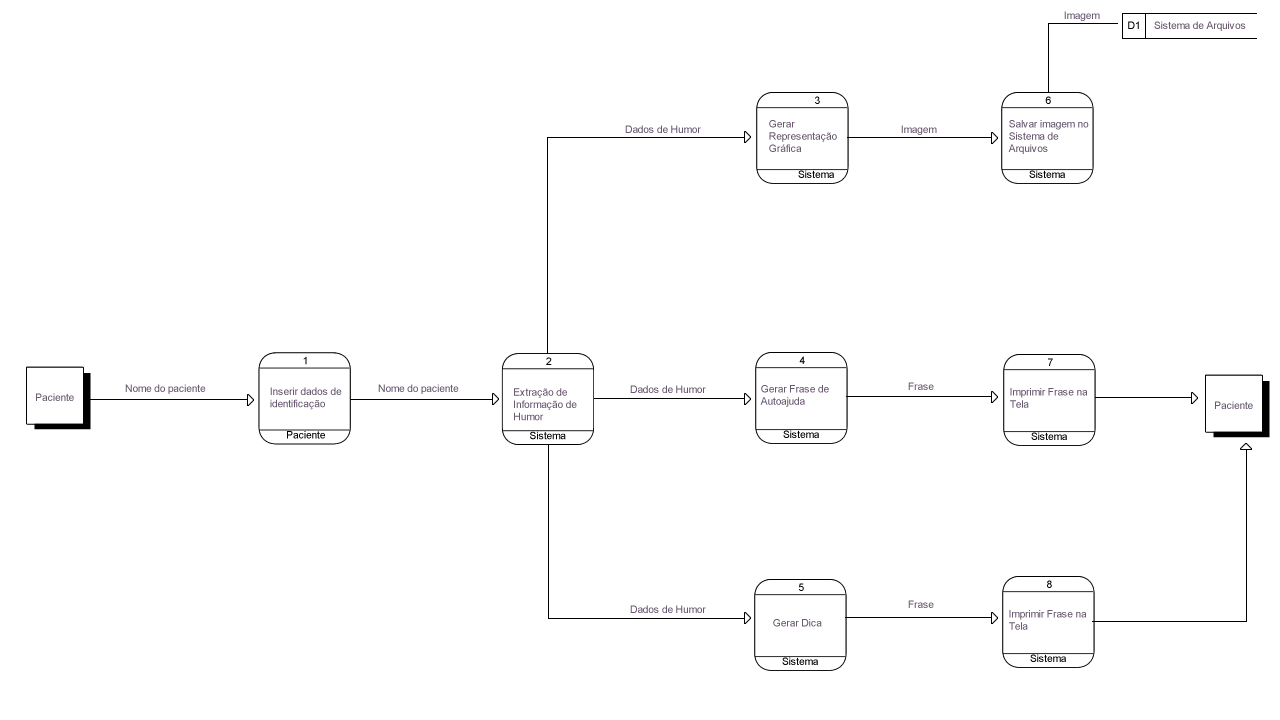 Imagem
D1 Sistema de Arquivos
3
Gerar
Representação
Gráfica
Sistema
Dados de Humor
Imagem
6
Salvar imagem no
Sistema de
Arquivos
Sistema
Paciente
Nome do paciente
1
Inserir dados de
identificação
Paciente
Nome do paciente
2
Extração de
Informação de
Humor
Sistema
Dados de Humor
4
Gerar Frase de
Autoajuda
Sistema
Frase
7
Imprimir Frase na
Tela
Sistema
Paciente
Dados de Humor
5
Gerar Dica
Sistema
Frase
8
Imprimir Frase na
Tela
Sistema